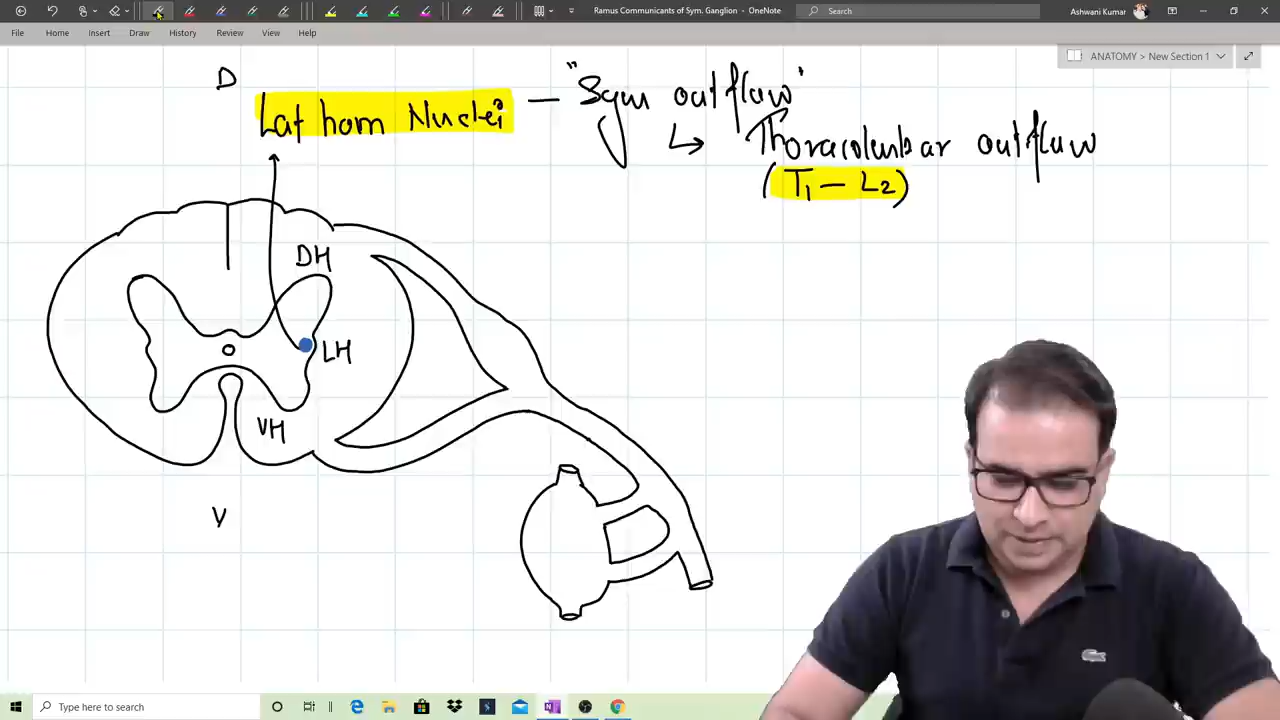 Ramus Communicants of Sym. Ganglion - OneNote
Search
Ashwani Kumar
File Home Insert Draw History Review View Help
ANATOMY > New Section 1
D
Lat horn Nuclei — "Sym outflow"
↳ Thoracolumbar outflow
(T1 — L2)
DH
LH
VH
V
Type here to search